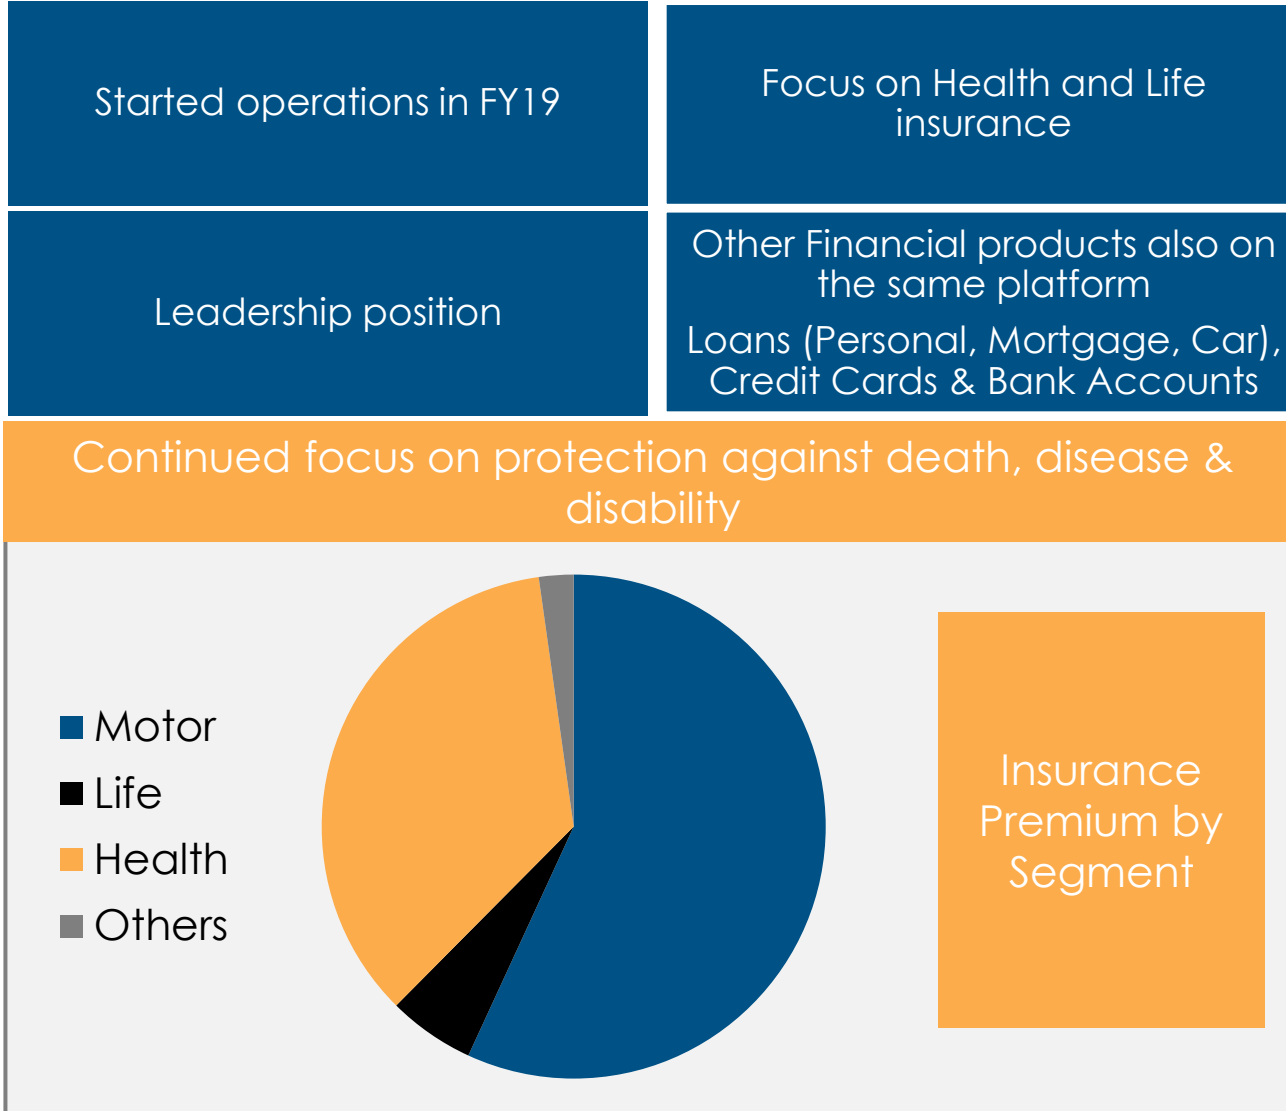 Started operations in FY19
Focus on Health and Life
insurance
Leadership position
Other Financial products also on
the same platform
Loans (Personal, Mortgage, Car),
Credit Cards & Bank Accounts
Continued focus on protection against death, disease &
disability
Motor
Life
Health
Others
Insurance
Premium by
Segment